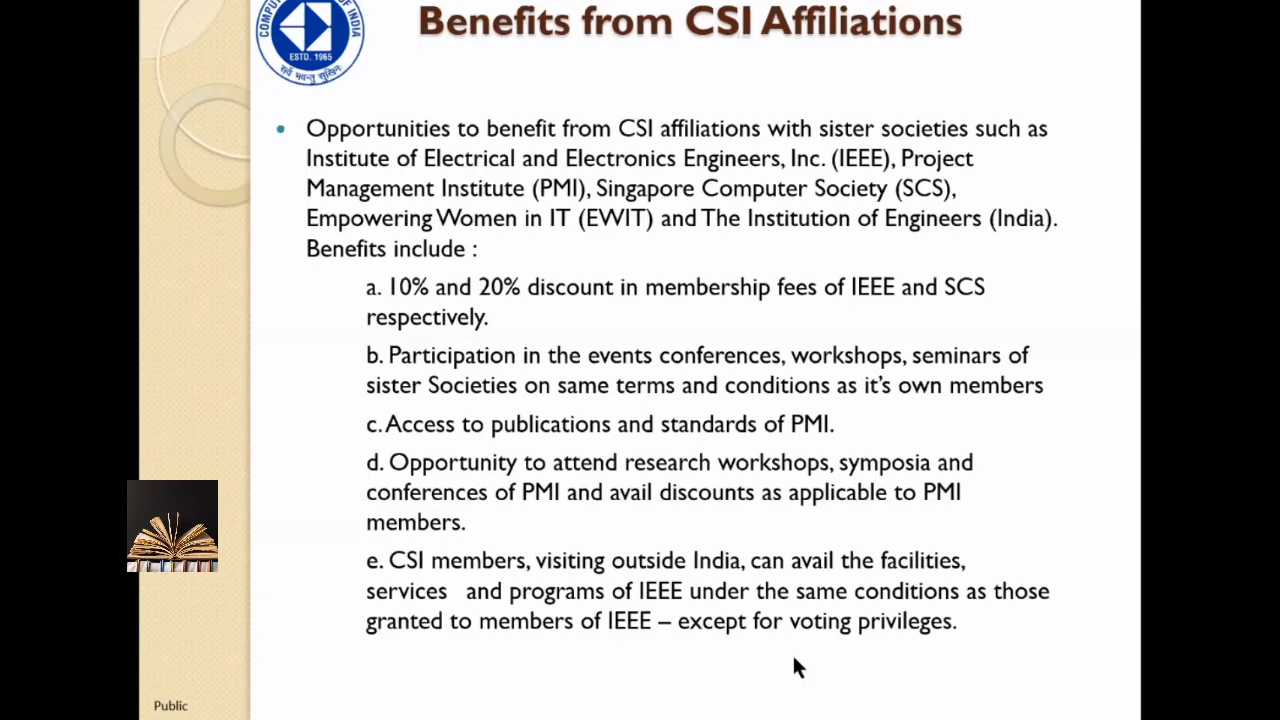 Benefits from CSI Affiliations
COMPU OF INDIA
ESTD. 1965
सर्वे भवन्तु सुखिनः
• Opportunities to benefit from CSI affiliations with sister societies such as
Institute of Electrical and Electronics Engineers, Inc. (IEEE), Project
Management Institute (PMI), Singapore Computer Society (SCS),
Empowering Women in IT (EWIT) and The Institution of Engineers (India).
Benefits include :
a. 10% and 20% discount in membership fees of IEEE and SCS
respectively.
b. Participation in the events conferences, workshops, seminars of
sister Societies on same terms and conditions as it's own members
c. Access to publications and standards of PMI.
d. Opportunity to attend research workshops, symposia and
conferences of PMI and avail discounts as applicable to PMI
members.
e. CSI members, visiting outside India, can avail the facilities,
services and programs of IEEE under the same conditions as those
granted to members of IEEE – except for voting privileges.
Public